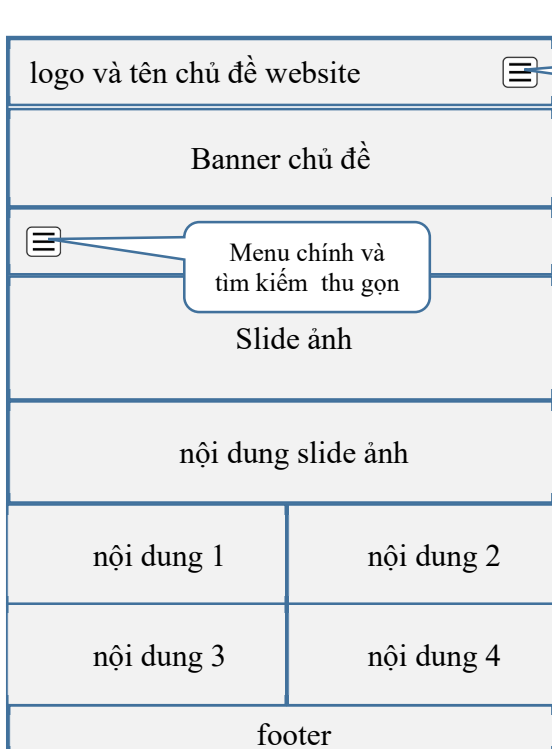 logo và tên chủ đề website
Banner chủ đề
Menu chính và
tìm kiếm thu gọn
Slide ảnh
nội dung slide ảnh
nội dung 1
nội dung 2
nội dung 3
nội dung 4
footer